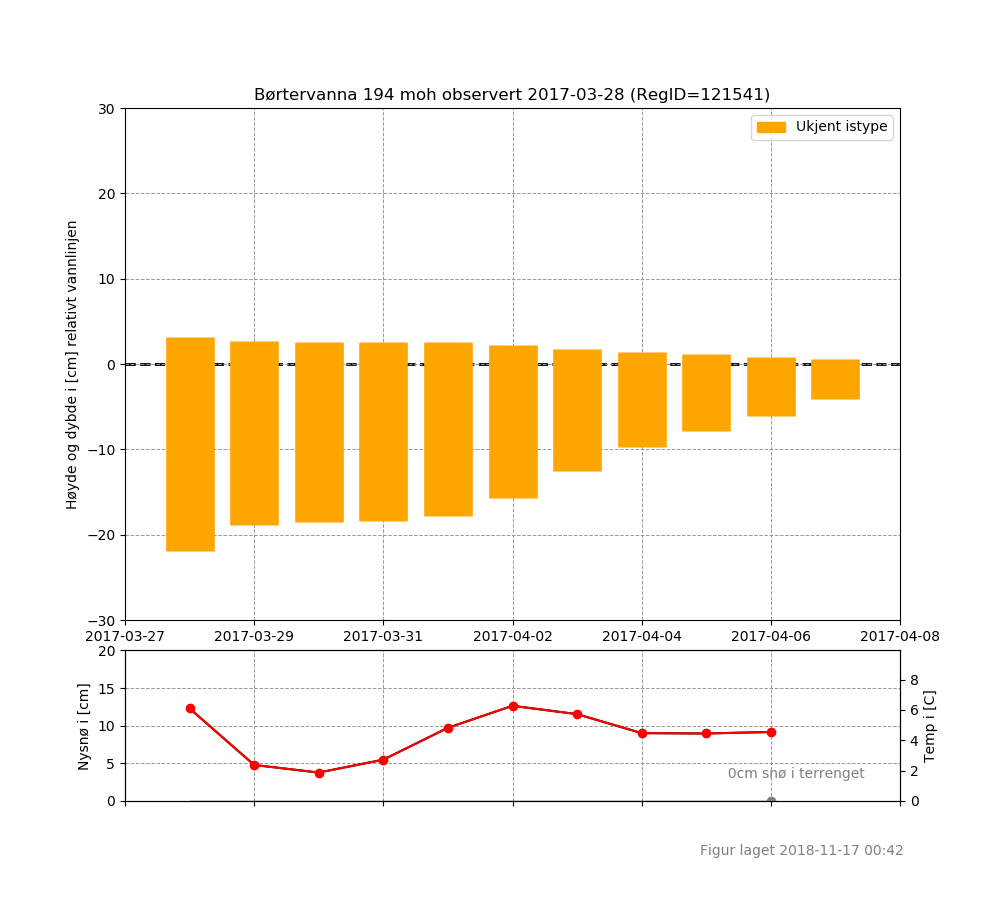 Børtervanna 194 moh observert 2017-03-28 (RegID=121541)
Ukjent istype
Høyde og dybde i [cm] relativt vannlinjen
30
20
10
0
−10
−20
−30
2017-03-27 2017-03-29 2017-03-31 2017-04-02 2017-04-04 2017-04-06 2017-04-08
Nysnø i [cm]
20
15
10
5
0
Temp i [C]
8
6
4
2
0
0cm snø i terrenget
Figur laget 2018-11-17 00:42